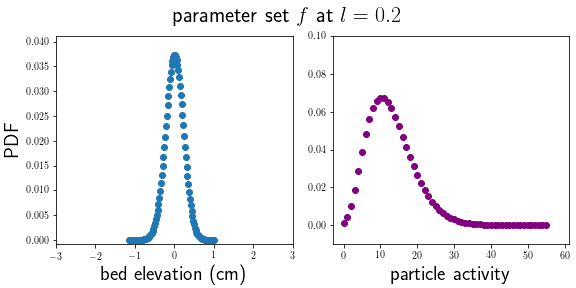 parameter set f at l = 0.2
PDF
0.040
0.035
0.030
0.025
0.020
0.015
0.010
0.005
0.000
−3 −2 −1 0 1 2 3
bed elevation (cm)
0.10
0.08
0.06
0.04
0.02
0.00
0 10 20 30 40 50 60
particle activity